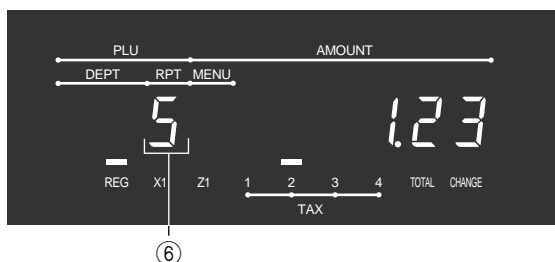 PLU AMOUNT
DEPT RPT MENU
5 1.23
REG X1 Z1 1 2 3 4 TOTAL CHANGE
TAX
⑥